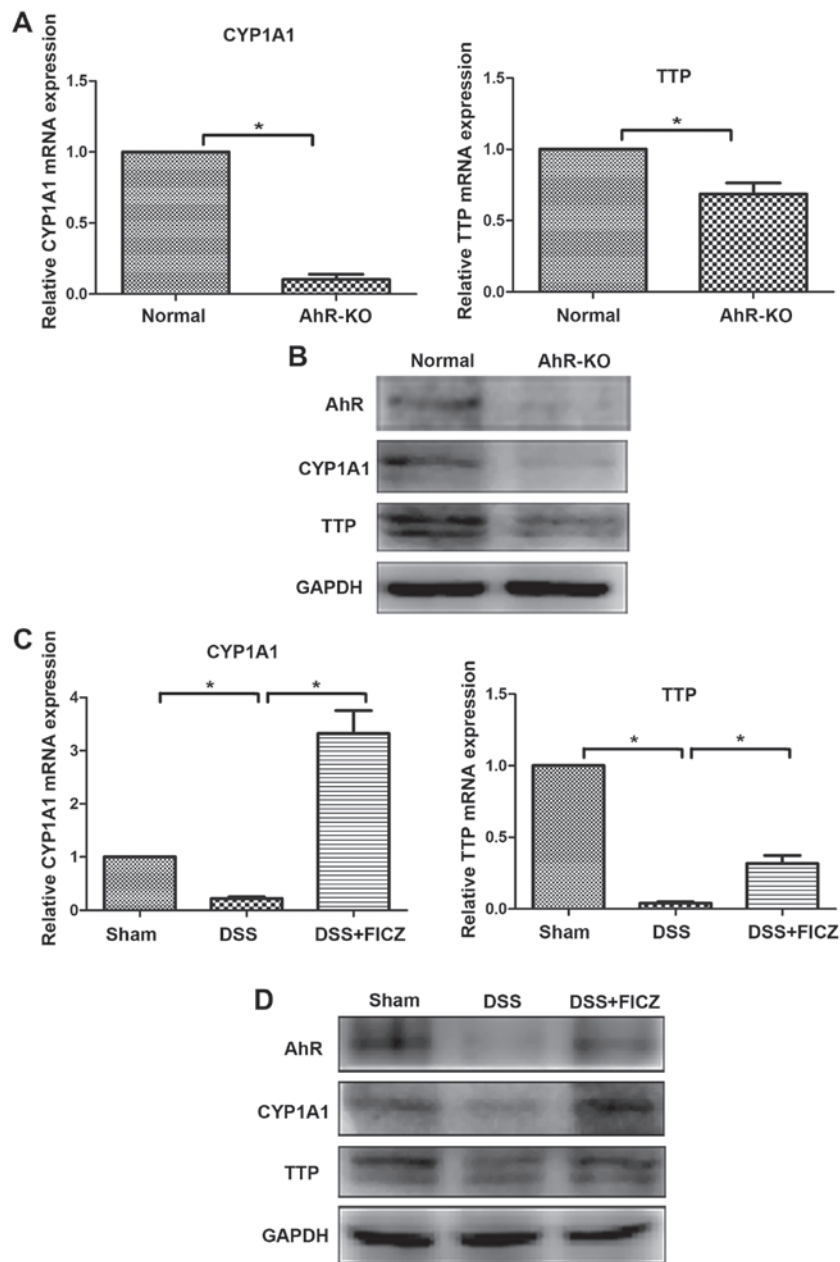 A
CYP1A1
Relative CYP1A1 mRNA expression
1.5
1.0
0.5
0.0
*
Normal
AhR-KO
TTP
Relative TTP mRNA expression
1.5
1.0
0.5
0.0
*
Normal
AhR-KO
B
Normal AhR-KO
AhR
CYP1A1
TTP
GAPDH
C
CYP1A1
Relative CYP1A1 mRNA expression
4
3
2
1
0
* *
Sham DSS DSS+FICZ
TTP
Relative TTP mRNA expression
1.5
1.0
0.5
0.0
* *
Sham DSS DSS+FICZ
D
Sham DSS DSS+FICZ
AhR
CYP1A1
TTP
GAPDH